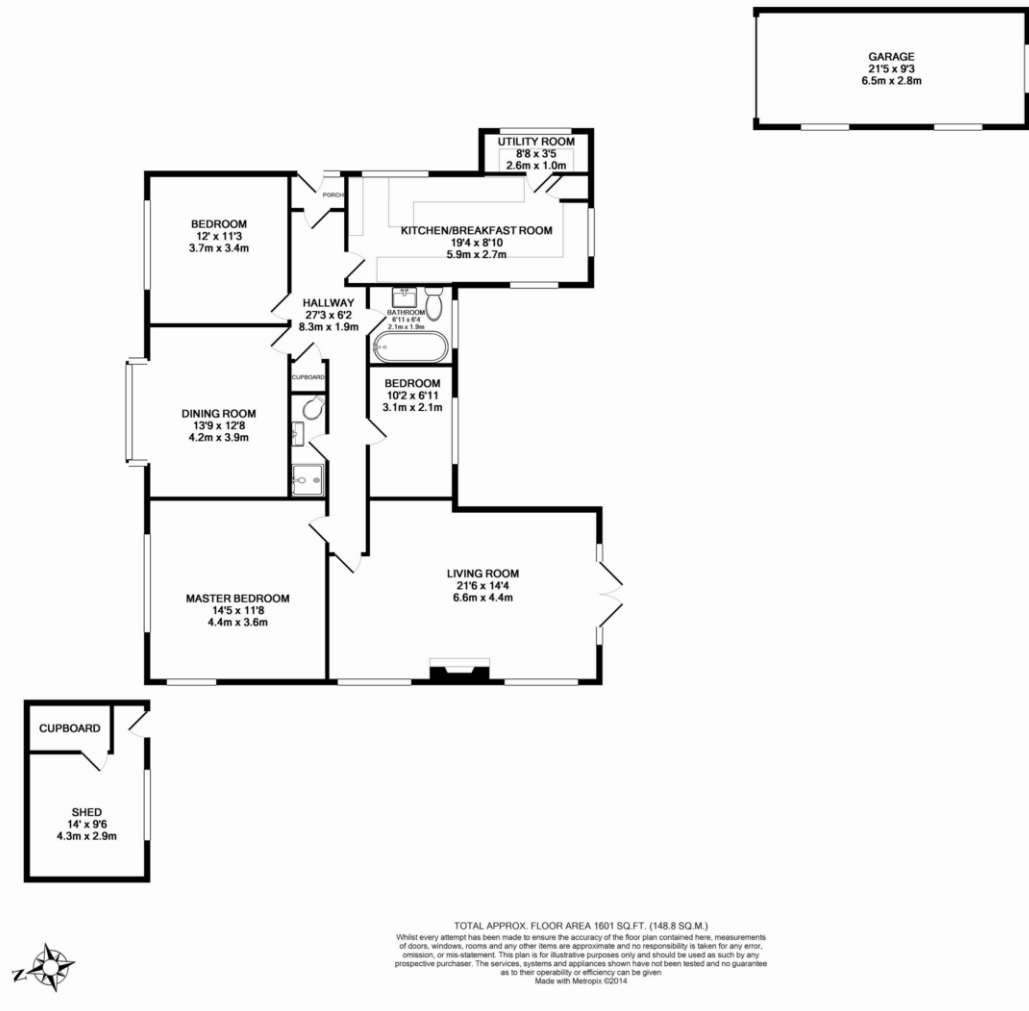 GARAGE
21'5 x 9'3
6.5m x 2.8m
UTILITY ROOM
8'8 x 3'5
2.6m x 1.0m
PORCH
BEDROOM
12' x 11'3
3.7m x 3.4m
KITCHEN/BREAKFAST ROOM
19'4 x 8'10
5.9m x 2.7m
HALLWAY
27'3 x 6'2
8.3m x 1.9m
BATHROOM
6'11 x 6'4
2.1m x 1.9m
CUPBOARD
BEDROOM
10'2 x 6'11
3.1m x 2.1m
DINING ROOM
13'9 x 12'8
4.2m x 3.9m
LIVING ROOM
21'6 x 14'4
6.6m x 4.4m
MASTER BEDROOM
14'5 x 11'8
4.4m x 3.6m
CUPBOARD
SHED
14' x 9'6
4.3m x 2.9m
N
TOTAL APPROX. FLOOR AREA 1601 SQ.FT. (148.8 SQ.M.)
Whilst every attempt has been made to ensure the accuracy of the floor plan contained here, measurements
of doors, windows, rooms and any other items are approximate and no responsibility is taken for any error,
omission, or mis-statement. This plan is for illustrative purposes only and should be used as such by any
prospective purchaser. The services, systems and appliances shown have not been tested and no guarantee
as to their operability or efficiency can be given
Made with Metropix ©2014